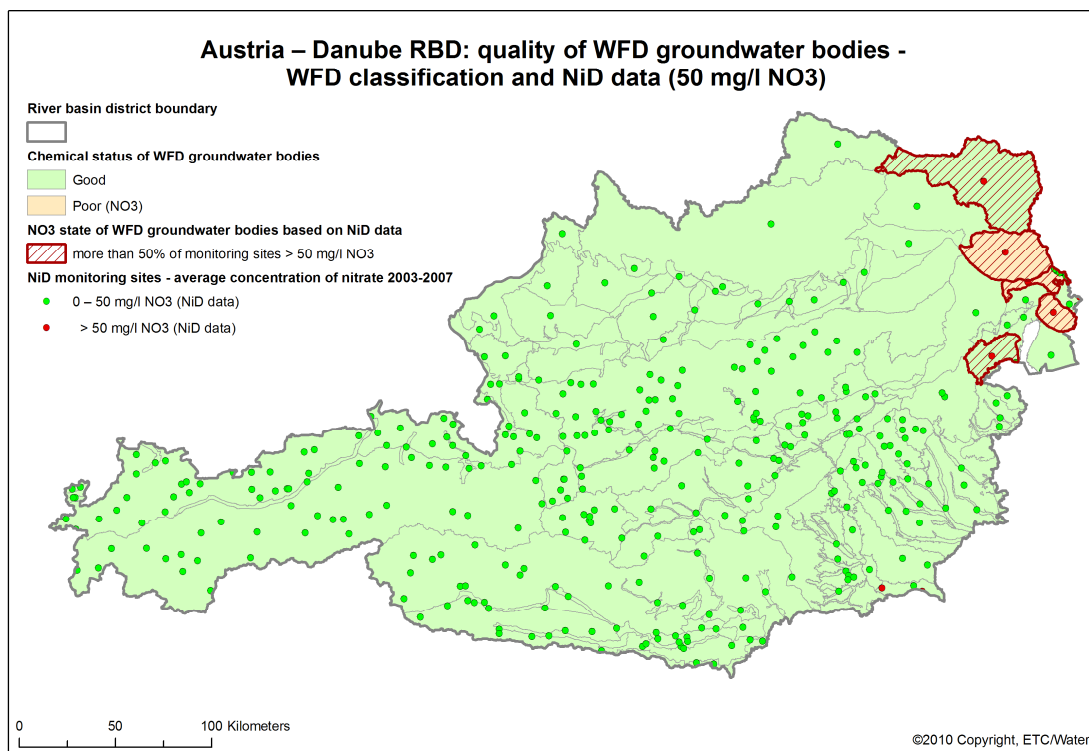 Austria – Danube RBD: quality of WFD groundwater bodies -
WFD classification and NiD data (50 mg/l NO3)
River basin district boundary
Chemical status of WFD groundwater bodies
Good
Poor (NO3)
NO3 state of WFD groundwater bodies based on NiD data
more than 50% of monitoring sites > 50 mg/l NO3
NiD monitoring sites - average concentration of nitrate 2003-2007
0 – 50 mg/l NO3 (NiD data)
> 50 mg/l NO3 (NiD data)
0 50 100 Kilometers
©2010 Copyright, ETC/Water